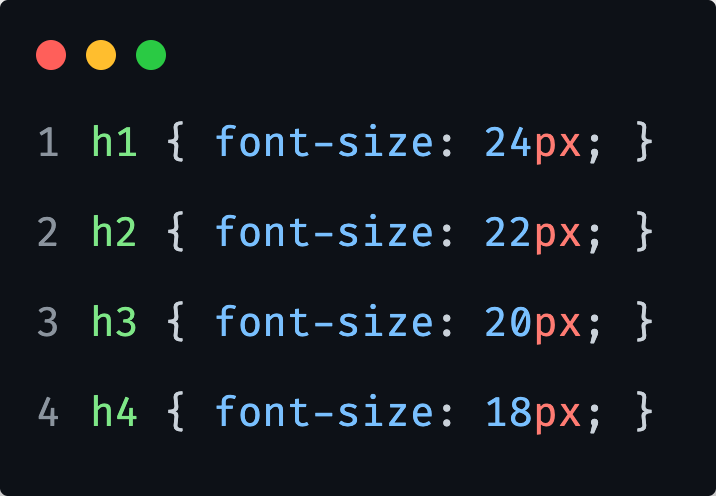 1 h1 { font-size: 24px; }
2 h2 { font-size: 22px; }
3 h3 { font-size: 20px; }
4 h4 { font-size: 18px; }